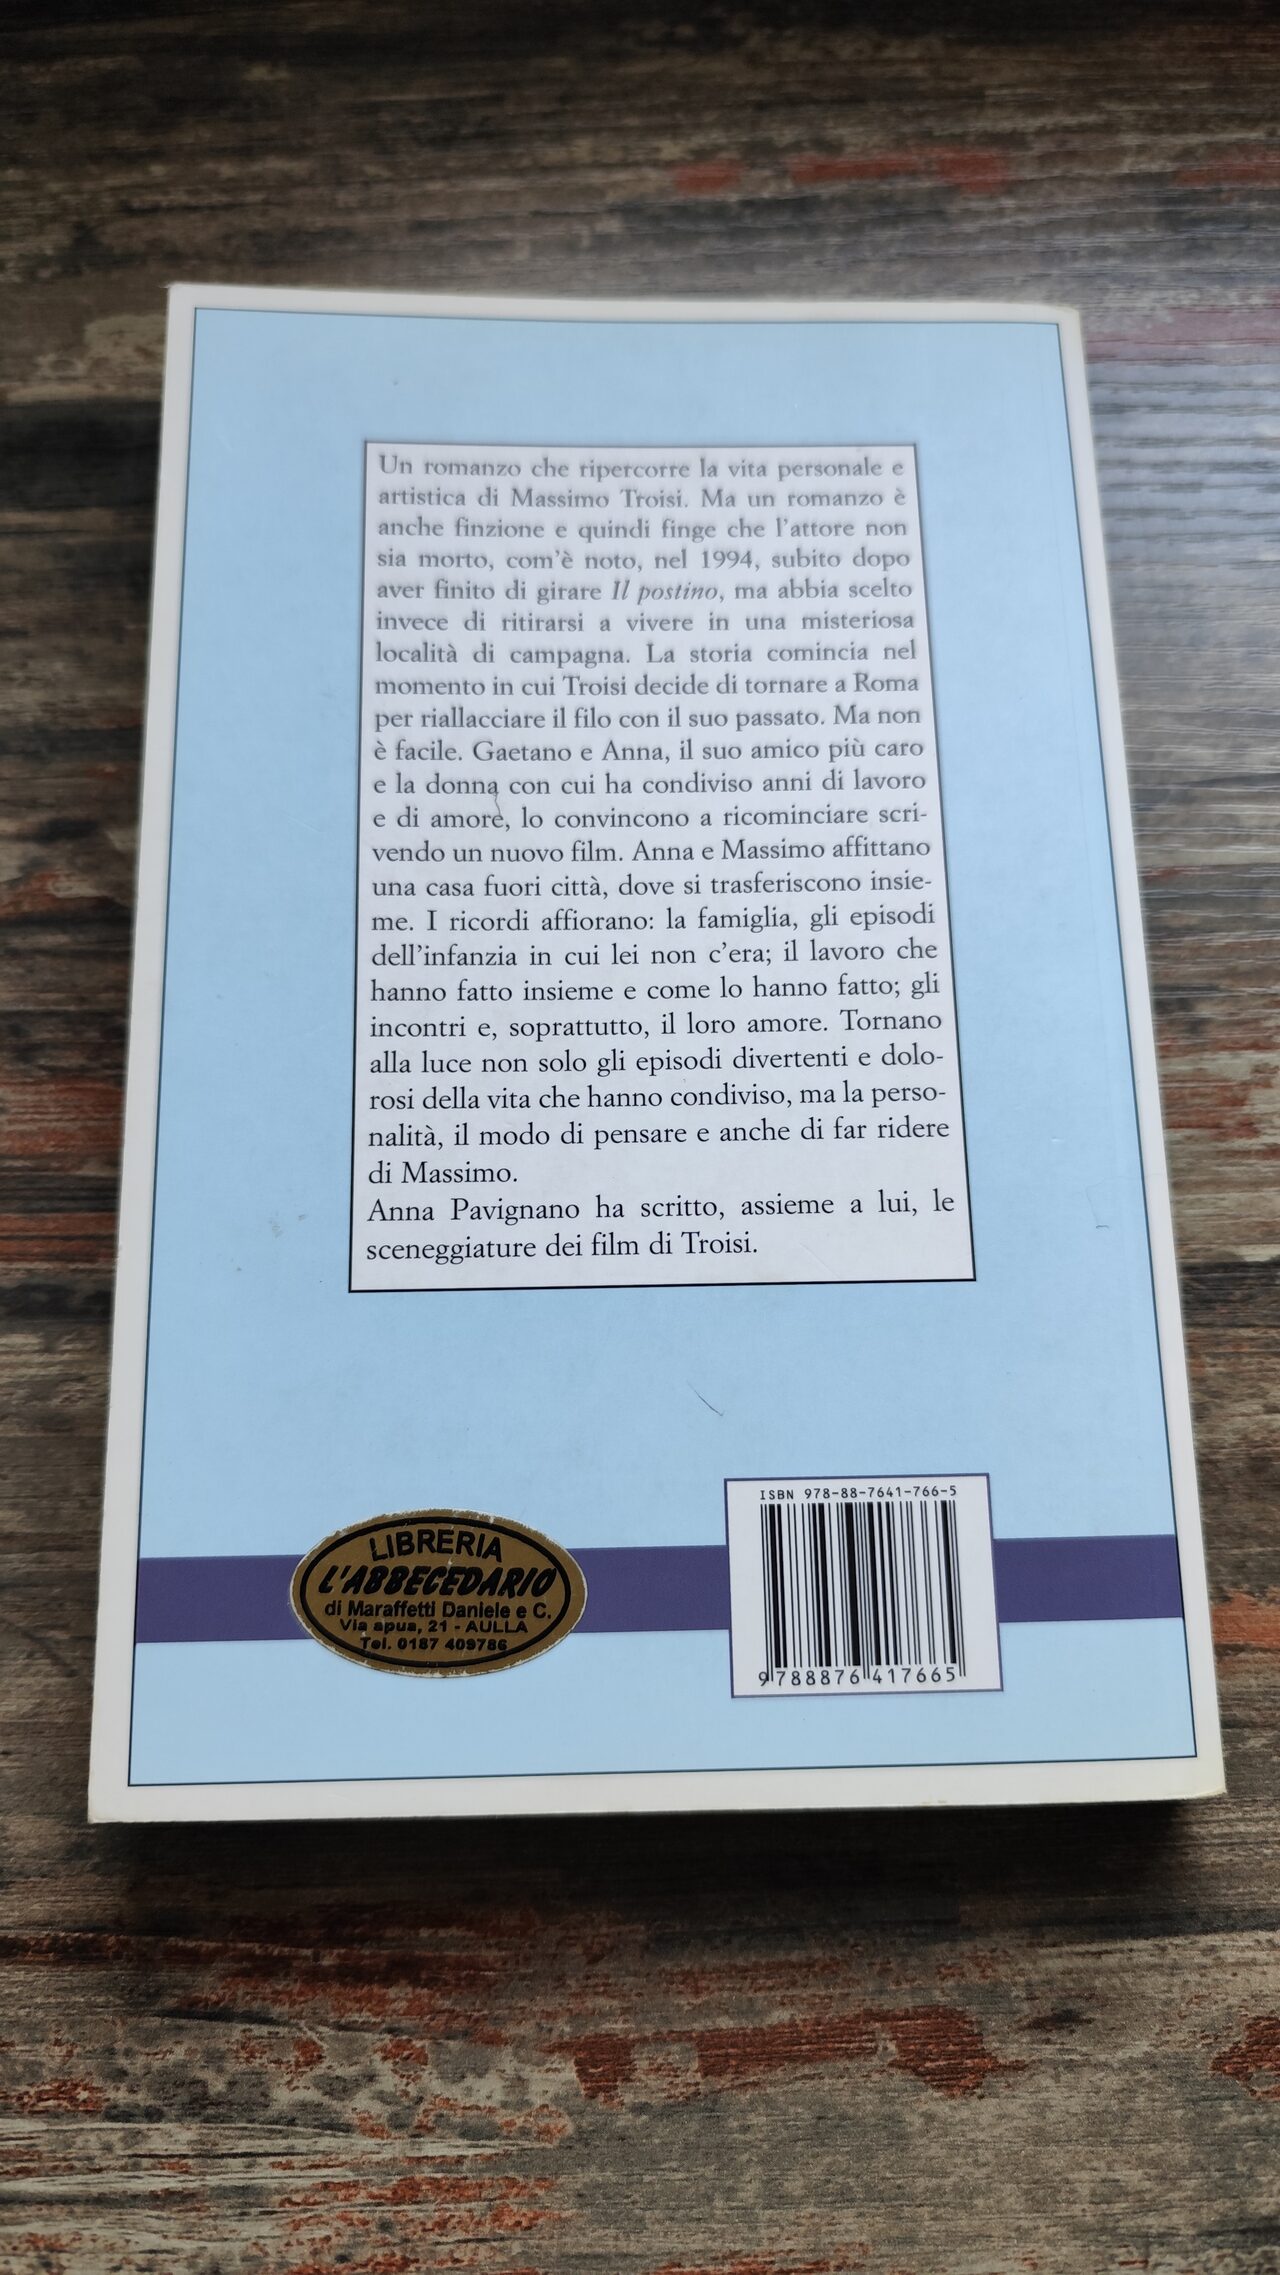 Un romanzo che ripercorre la vita personale e
artistica di Massimo Troisi. Ma un romanzo è
anche finzione e quindi finge che l'attore non
sia morto, com'è noto, nel 1994, subito dopo
aver finito di girare Il postino, ma abbia scelto
invece di ritirarsi a vivere in una misteriosa
località di campagna. La storia comincia nel
momento in cui Troisi decide di tornare a Roma
per riallacciare il filo con il suo passato. Ma non
è facile. Gaetano e Anna, il suo amico più caro
e la donna con cui ha condiviso anni di lavoro
e di amore, lo convincono a ricominciare scri-
vendo un nuovo film. Anna e Massimo affittano
una casa fuori città, dove si trasferiscono insie-
me. I ricordi affiorano: la famiglia, gli episodi
dell'infanzia in cui lei non c'era; il lavoro che
hanno fatto insieme e come lo hanno fatto; gli
incontri e, soprattutto, il loro amore. Tornano
alla luce non solo gli episodi divertenti e dolo-
rosi della vita che hanno condiviso, ma la perso-
nalità, il modo di pensare e anche di far ridere
di Massimo.
Anna Pavignano ha scritto, assieme a lui, le
sceneggiature dei film di Troisi.
LIBRERIA
L'ABBECEDARIO
di Maraffetti Daniele e C.
Via apua, 21 - AULLA
Tel. 0187 409786
ISBN 978-88-7641-766-5
9 788876 417665